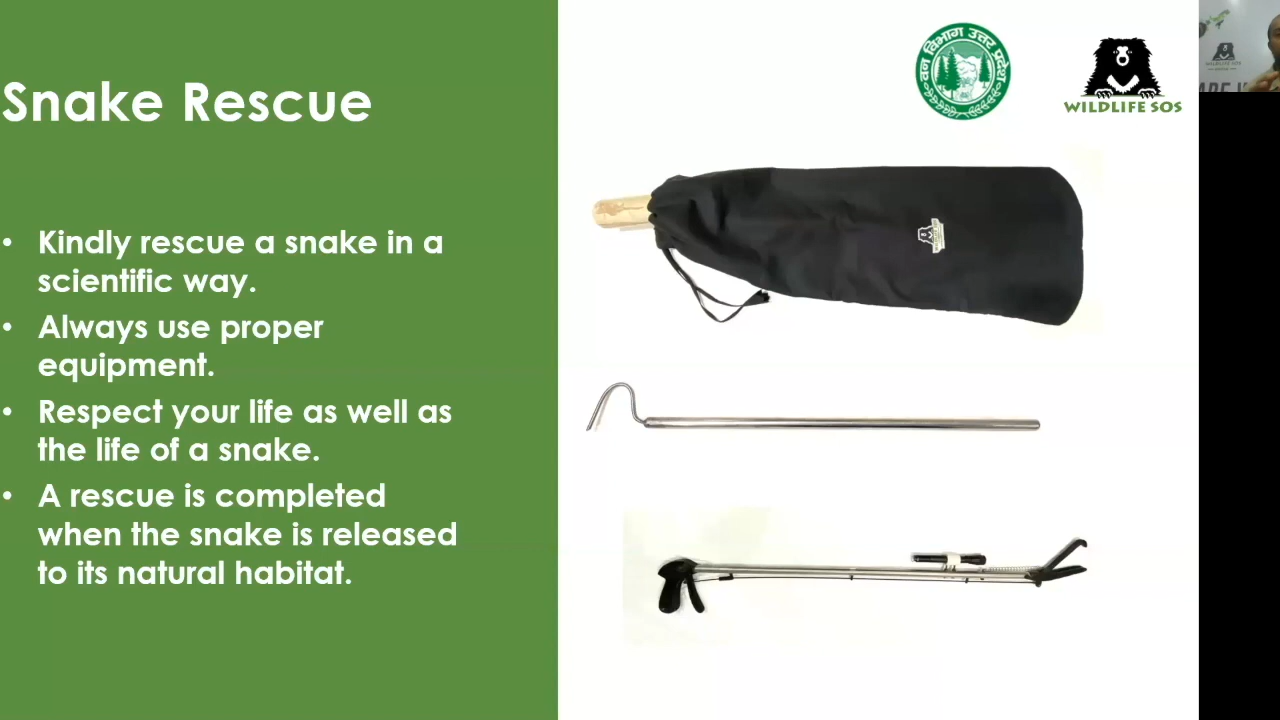 Snake Rescue
• Kindly rescue a snake in a
scientific way.
• Always use proper
equipment.
• Respect your life as well as
the life of a snake.
• A rescue is completed
when the snake is released
to its natural habitat.
वन विभाग उत्तर प्रदेश
WILDLIFE SOS
WILDLIFE SOS